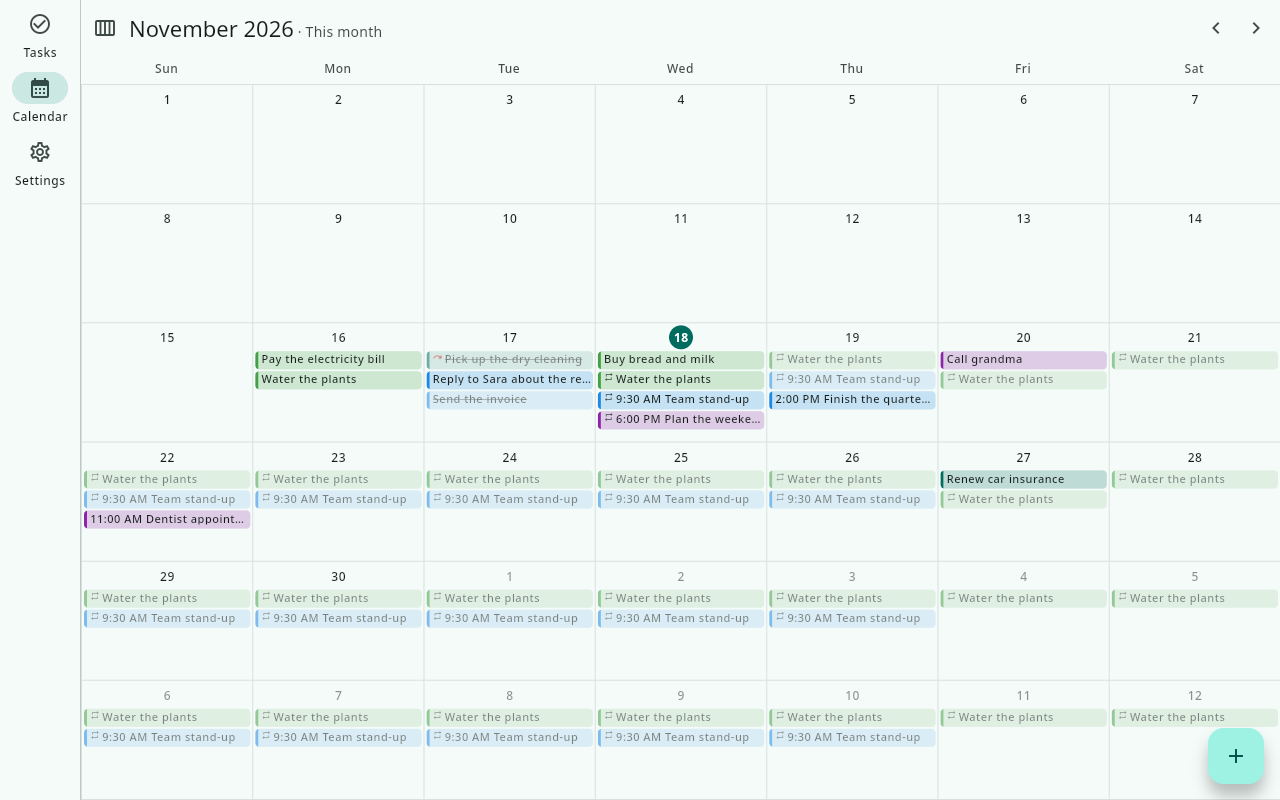 Tasks
Calendar
Settings
November 2026 · This month
Sun Mon Tue Wed Thu Fri Sat
1 2 3 4 5 6 7
8 9 10 11 12 13 14
15 16 17 18 19 20 21
Pay the electricity bill Pick up the dry cleaning Buy bread and milk Water the plants Call grandma Water the plants
Water the plants Reply to Sara about the re... Water the plants 9:30 AM Team stand-up Water the plants
Send the invoice 9:30 AM Team stand-up 2:00 PM Finish the quarte...
6:00 PM Plan the weeke...
22 23 24 25 26 27 28
Water the plants Water the plants Water the plants Water the plants Water the plants Renew car insurance Water the plants
9:30 AM Team stand-up 9:30 AM Team stand-up 9:30 AM Team stand-up 9:30 AM Team stand-up 9:30 AM Team stand-up Water the plants
11:00 AM Dentist appoint...
29 30 1 2 3 4 5
Water the plants Water the plants Water the plants Water the plants Water the plants Water the plants Water the plants
9:30 AM Team stand-up 9:30 AM Team stand-up 9:30 AM Team stand-up 9:30 AM Team stand-up 9:30 AM Team stand-up
6 7 8 9 10 11 12
Water the plants Water the plants Water the plants Water the plants Water the plants Water the plants Water the plants
9:30 AM Team stand-up 9:30 AM Team stand-up 9:30 AM Team stand-up 9:30 AM Team stand-up 9:30 AM Team stand-up